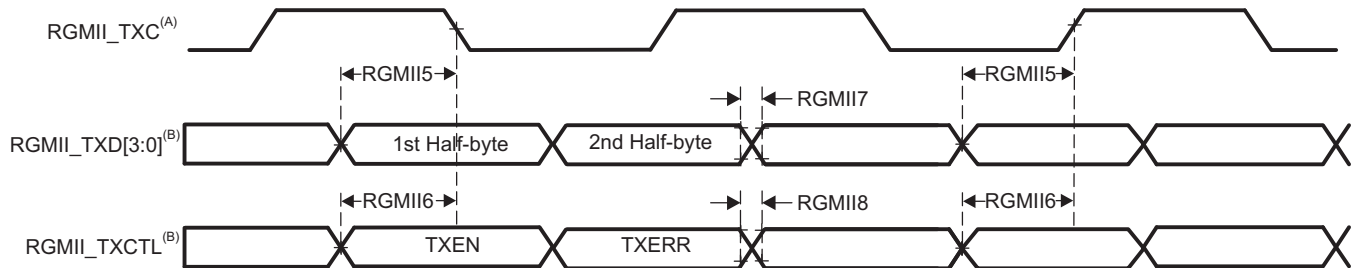 RGMII_TXC(A)
RGMII5
RGMII5
RGMII7
RGMII_TXD[3:0](B)
1st Half-byte
2nd Half-byte
RGMII6
RGMII8
RGMII6
RGMII_TXCTL(B)
TXEN
TXERR